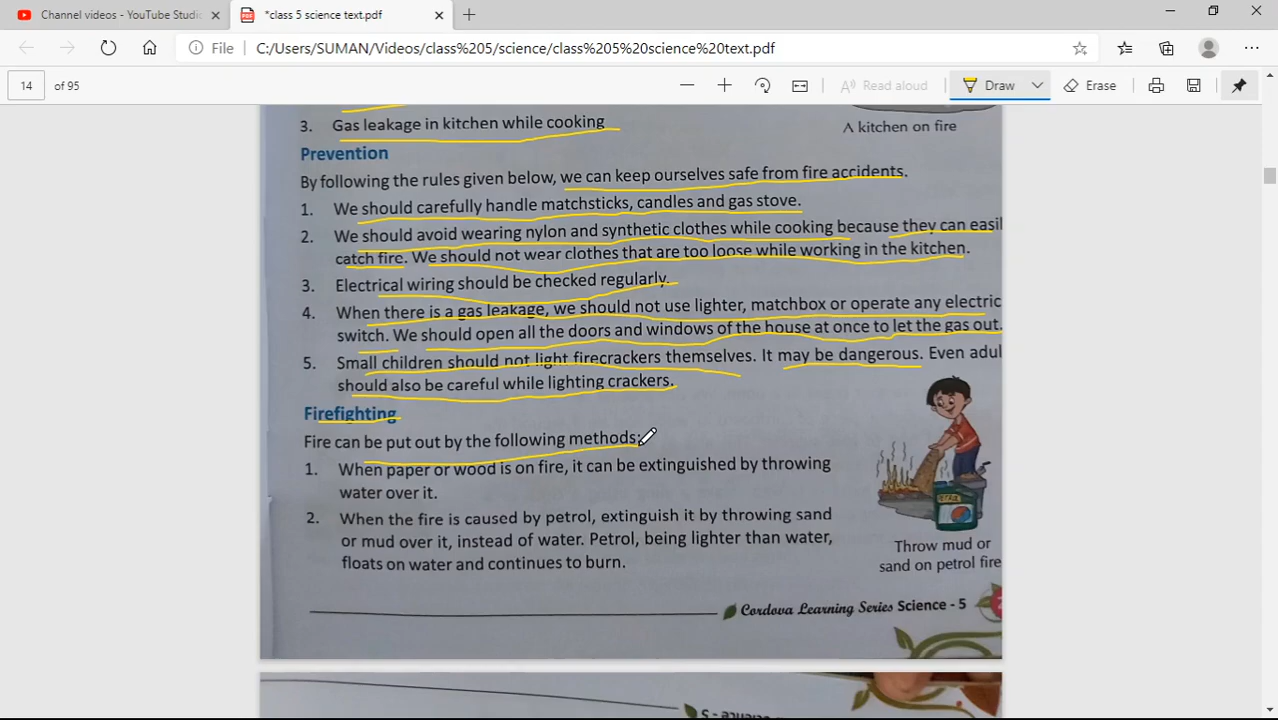 Channel videos - YouTube Studi
*class 5 science text.pdf
File C:/Users/SUMAN/Videos/class%205/science/class%205%20science%20text.pdf
14 of 95
Read aloud
Draw
Erase
3. Gas leakage in kitchen while cooking
A kitchen on fire
Prevention
By following the rules given below, we can keep ourselves safe from fire accidents.
1. We should carefully handle matchsticks, candles and gas stove.
2. We should avoid wearing nylon and synthetic clothes while cooking because they can easil
catch fire. We should not wear clothes that are too loose while working in the kitchen.
3. Electrical wiring should be checked regularly.
4. When there is a gas leakage, we should not use lighter, matchbox or operate any electric
switch. We should open all the doors and windows of the house at once to let the gas out.
5. Small children should not light firecrackers themselves. It may be dangerous. Even adul
should also be careful while lighting crackers.
Firefighting
Fire can be put out by the following methods:
1. When paper or wood is on fire, it can be extinguished by throwing
water over it.
2. When the fire is caused by petrol, extinguish it by throwing sand
or mud over it, instead of water. Petrol, being lighter than water,
floats on water and continues to burn.
PETROL
Throw mud or
sand on petrol fire
Cordova Learning Series Science - 5